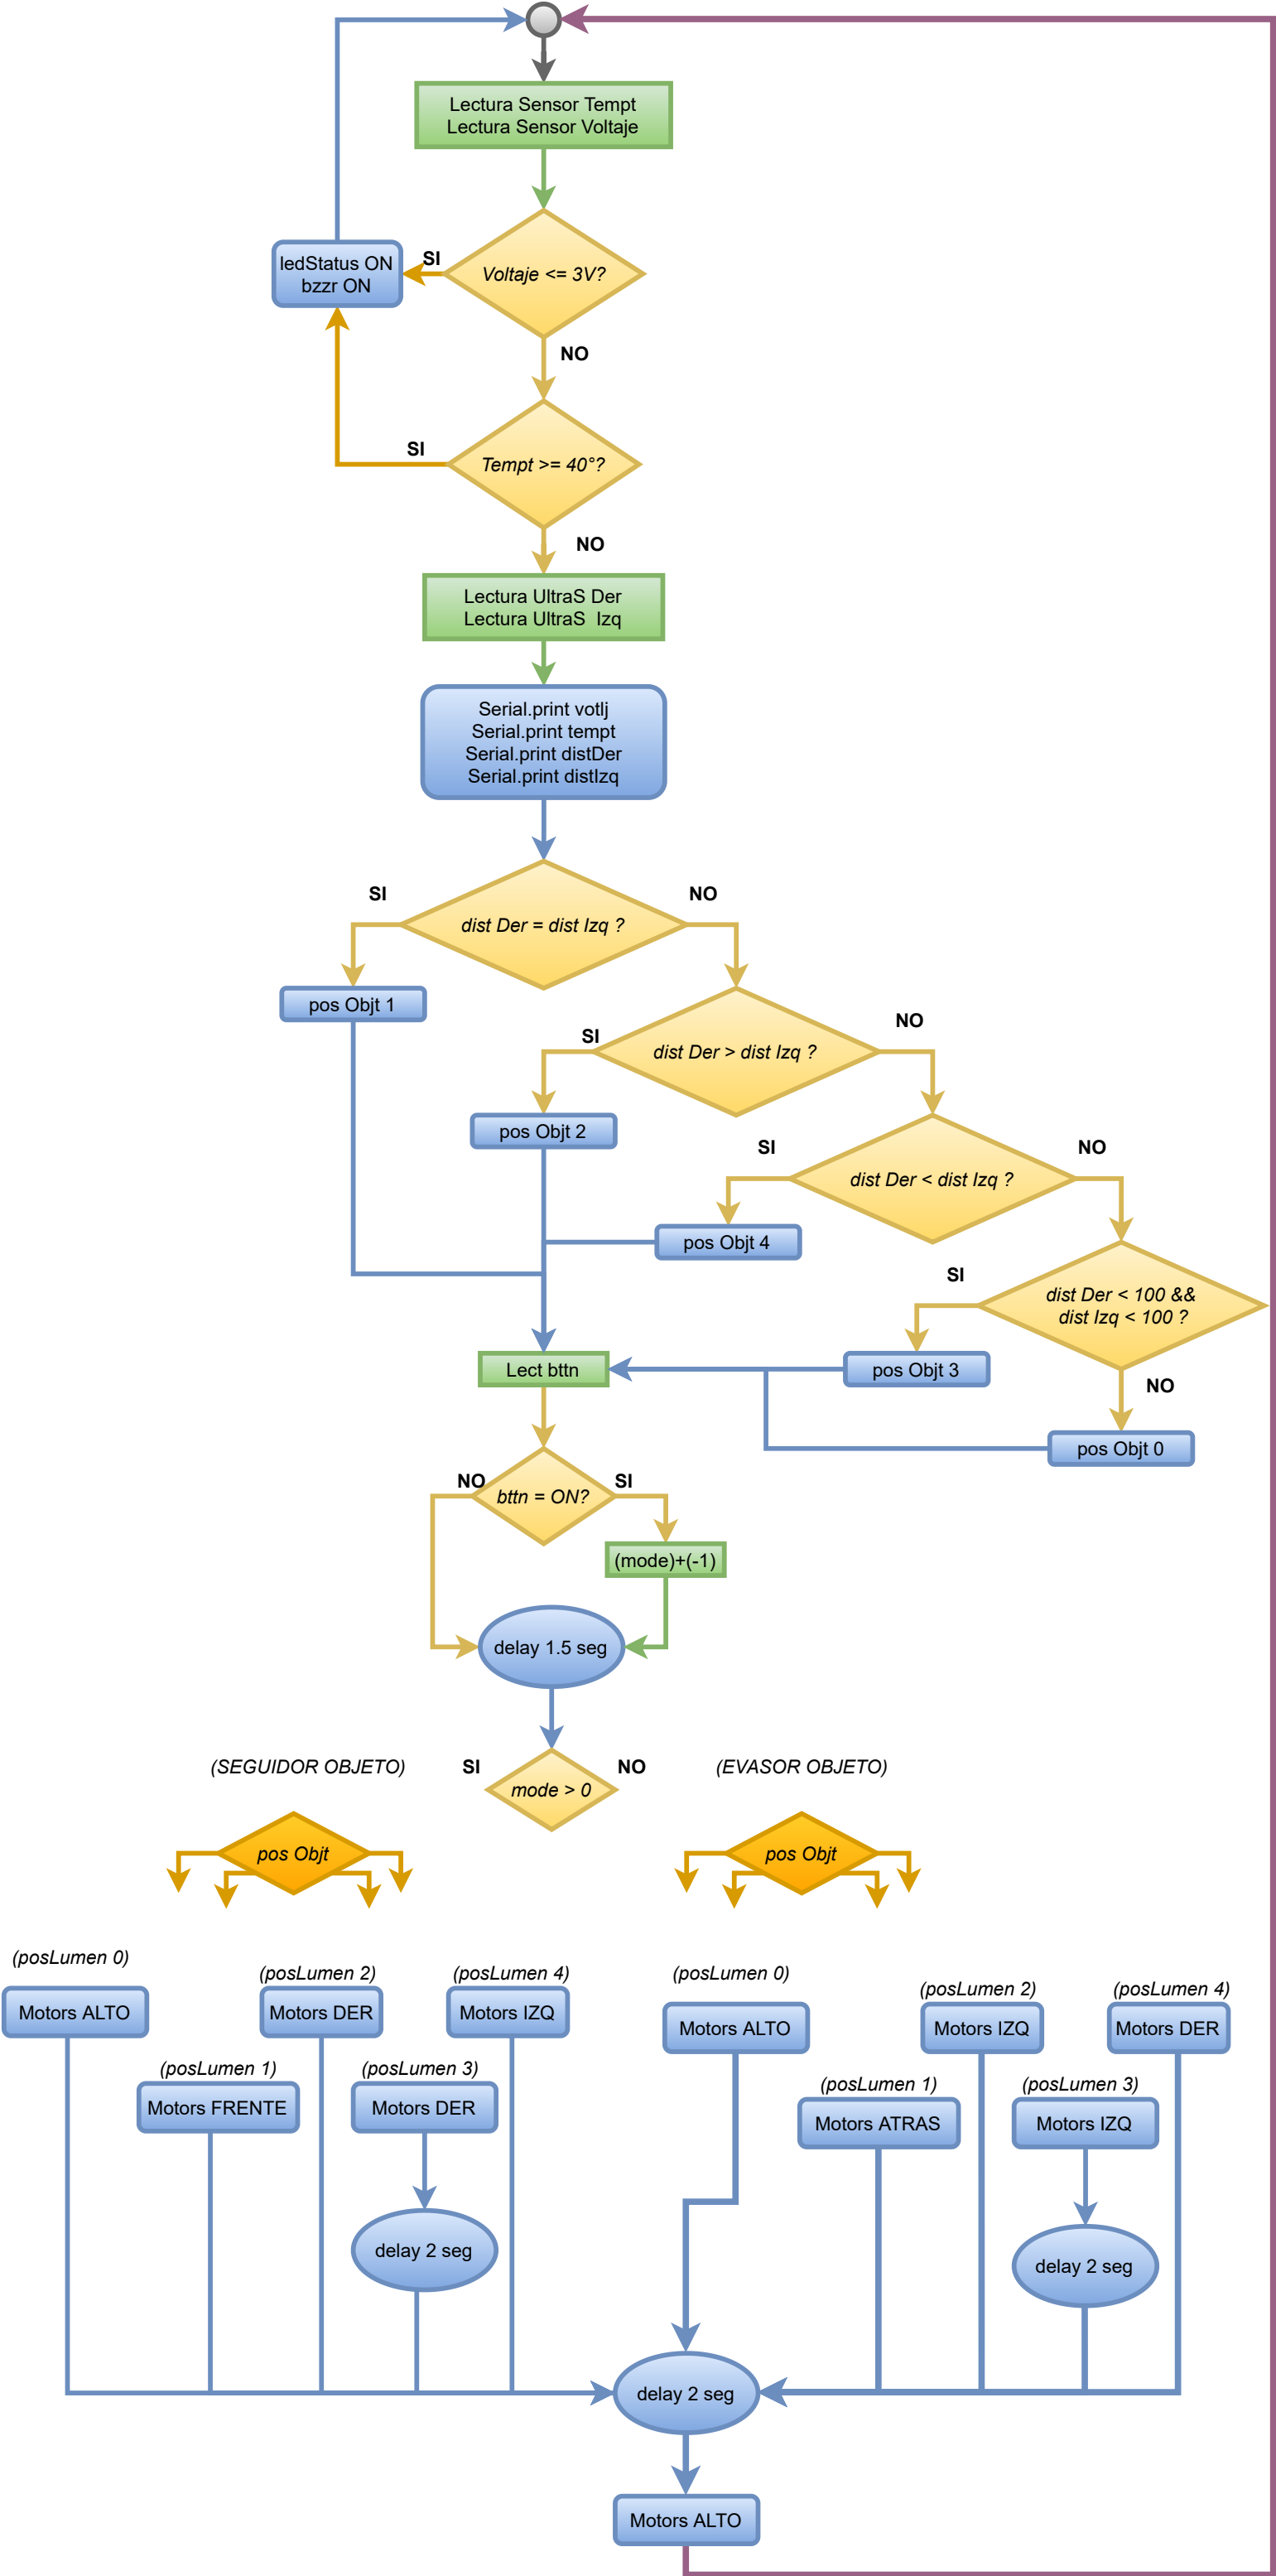 Lectura Sensor Tempt
Lectura Sensor Voltaje
ledStatus ON
bzzr ON
SI
Voltaje <= 3V?
NO
SI
Tempt >= 40°?
NO
Lectura UltraS Der
Lectura UltraS  Izq
Serial.print votlj
Serial.print tempt
Serial.print distDer
Serial.print distIzq
SI
NO
dist Der = dist Izq ?
pos Objt 1
SI
NO
dist Der > dist Izq ?
pos Objt 2
SI
NO
dist Der < dist Izq ?
pos Objt 4
SI
dist Der < 100 &&
dist Izq < 100 ?
Lect bttn
pos Objt 3
NO
pos Objt 0
NO
SI
bttn = ON?
(mode)+(-1)
delay 1.5 seg
(SEGUIDOR OBJETO)
SI
NO
(EVASOR OBJETO)
mode > 0
pos Objt
pos Objt
(posLumen 0)
(posLumen 2)
(posLumen 4)
(posLumen 0)
(posLumen 2)
(posLumen 4)
Motors ALTO
Motors DER
Motors IZQ
Motors ALTO
Motors IZQ
Motors DER
(posLumen 1)
(posLumen 3)
(posLumen 1)
(posLumen 3)
Motors FRENTE
Motors DER
Motors ATRAS
Motors IZQ
delay 2 seg
delay 2 seg
delay 2 seg
Motors ALTO